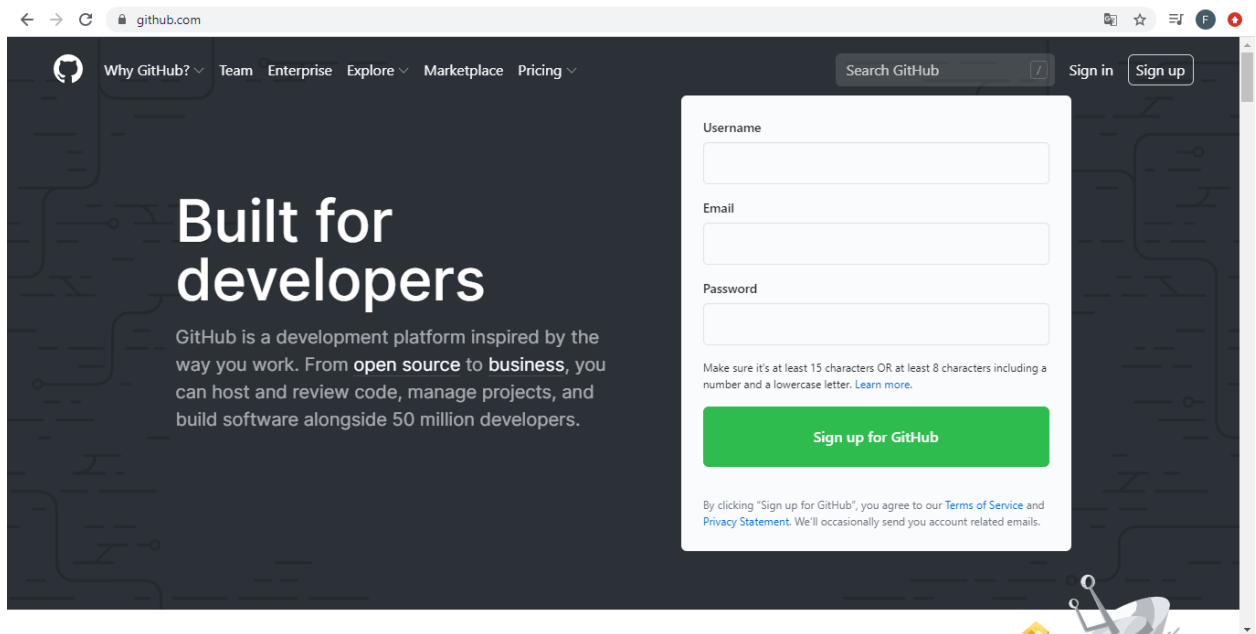 github.com
F
Why GitHub? Team Enterprise Explore Marketplace Pricing
Search GitHub /
Sign in Sign up
Built for
developers
GitHub is a development platform inspired by the
way you work. From open source to business, you
can host and review code, manage projects, and
build software alongside 50 million developers.
Username
Email
Password
Make sure it's at least 15 characters OR at least 8 characters including a
number and a lowercase letter. Learn more.
Sign up for GitHub
By clicking “Sign up for GitHub”, you agree to our Terms of Service and
Privacy Statement. We'll occasionally send you account related emails.